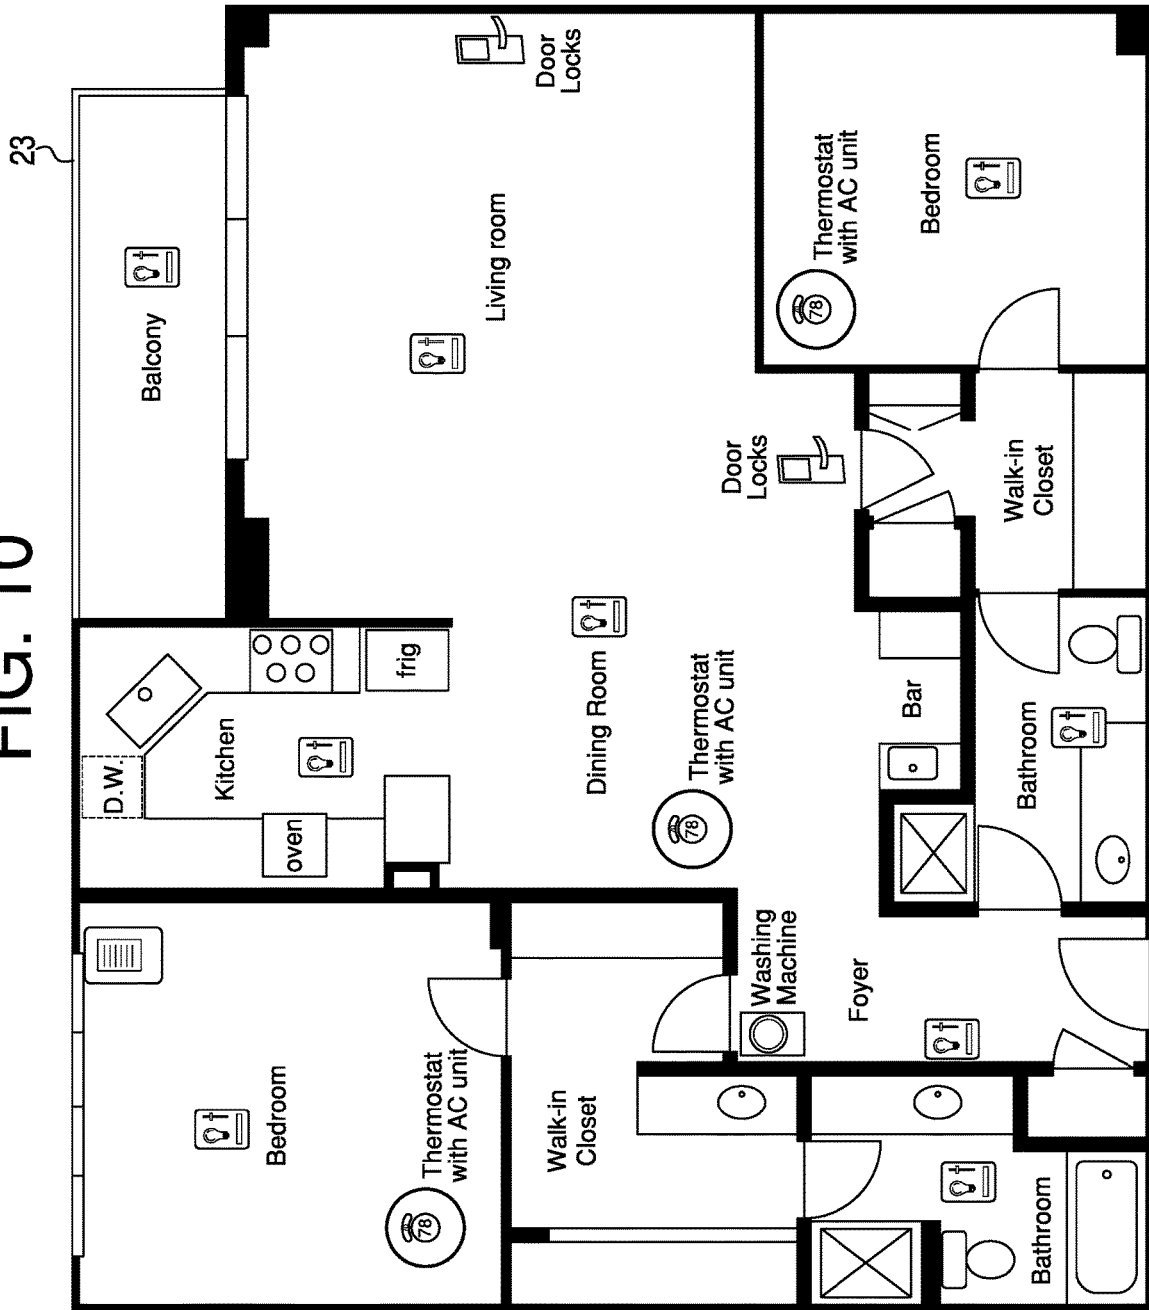 FIG. 10
23
D.W.
Balcony
Kitchen
Bedroom
oven
frig
Thermostat
with AC unit
78
Living room
Door
Locks
Walk-in
Closet
Dining Room
Thermostat
with AC unit
78
Door
Locks
Washing
Machine
Foyer
Thermostat
with AC unit
78
Bar
Bedroom
Walk-in
Closet
Bathroom
Bathroom